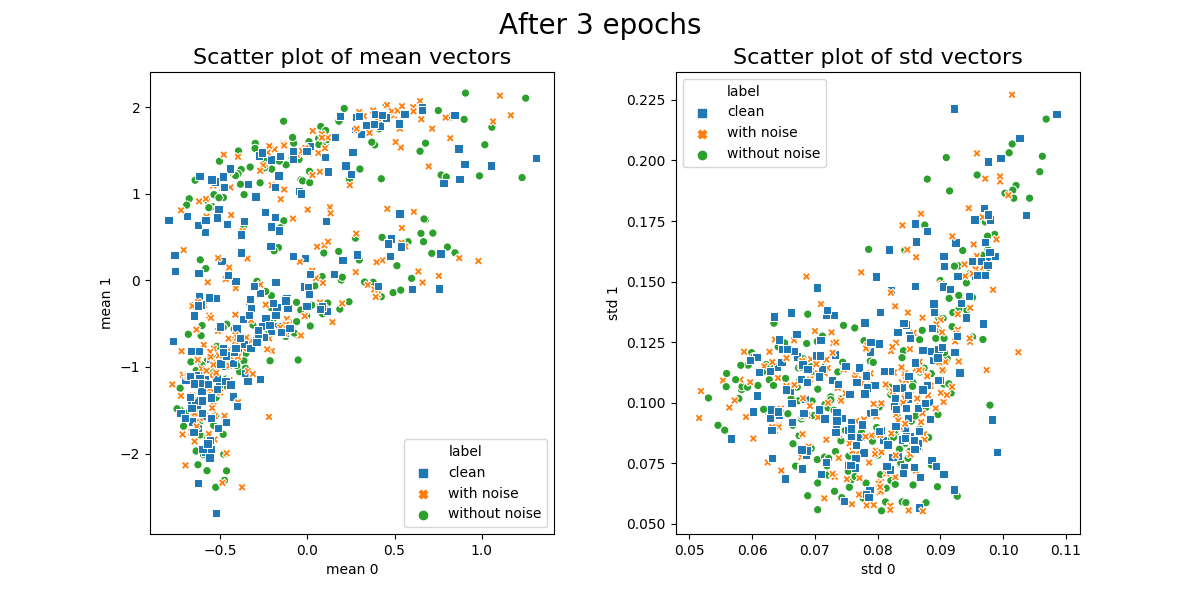 After 3 epochs
Scatter plot of mean vectors
2
1
0
−1
−2
mean 1
−0.5
0.0
0.5
1.0
mean 0
label
clean
with noise
without noise
Scatter plot of std vectors
label
clean
with noise
without noise
0.225
0.200
0.175
0.150
0.125
0.100
0.075
0.050
std 1
0.05
0.06
0.07
0.08
0.09
0.10
0.11
std 0